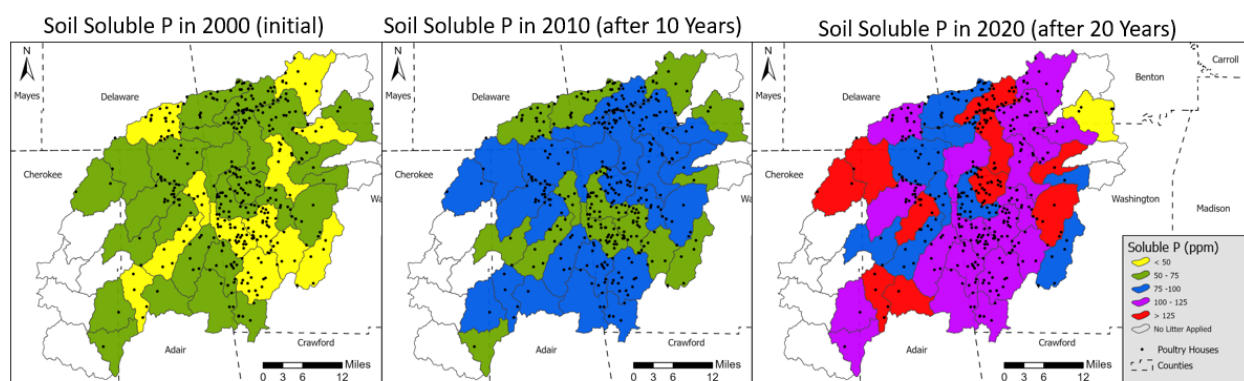 Soil Soluble P in 2000 (initial)
Soil Soluble P in 2010 (after 10 Years)
Soil Soluble P in 2020 (after 20 Years)
N
Mayes
Delaware
Cherokee
Wa
Adair
Crawford
Miles
0 3 6 12
N
Mayes
Delaware
Cherokee
Adair
Crawford
Miles
0 3 6 12
N
Mayes
Delaware
Benton
Carroll
Cherokee
Washington
Madison
Adair
Crawford
Miles
0 3 6 12
Soluble P (ppm)
< 50
50 - 75
75 -100
100 - 125
> 125
No Litter Applied
Poultry Houses
Counties